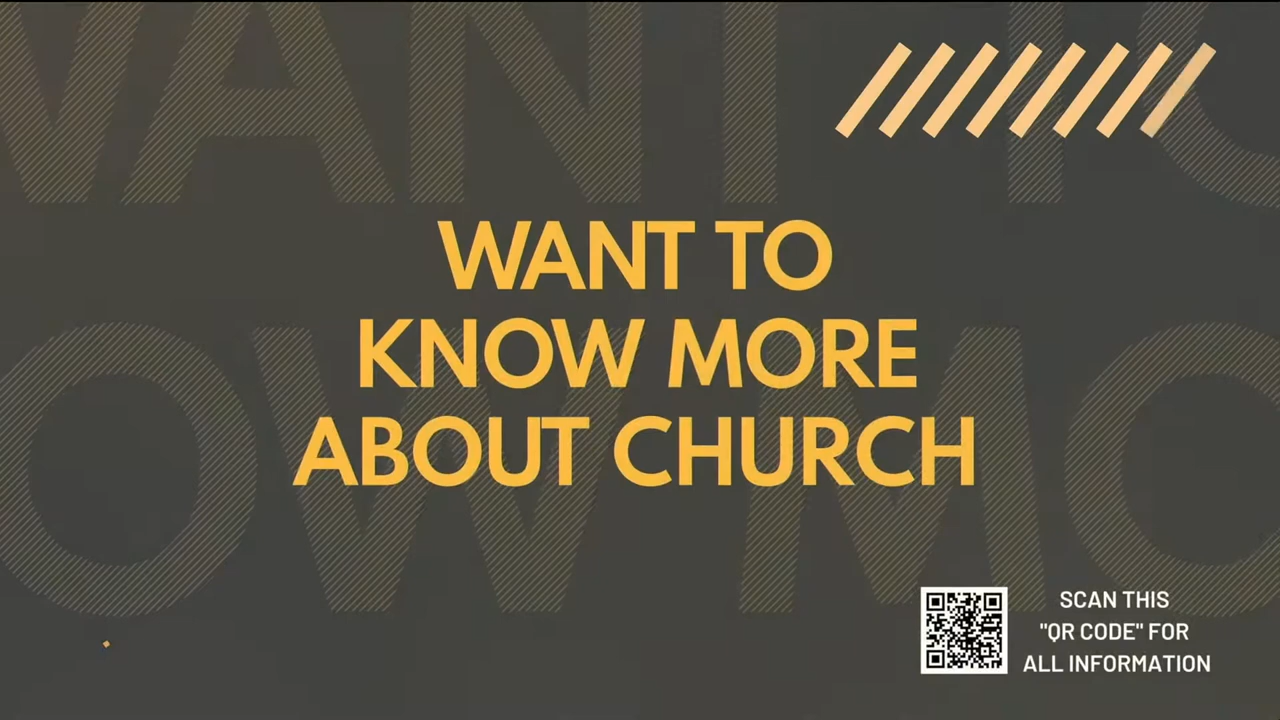 WANT TO
KNOW MORE
ABOUT CHURCH
SCAN THIS
"QR CODE" FOR
ALL INFORMATION